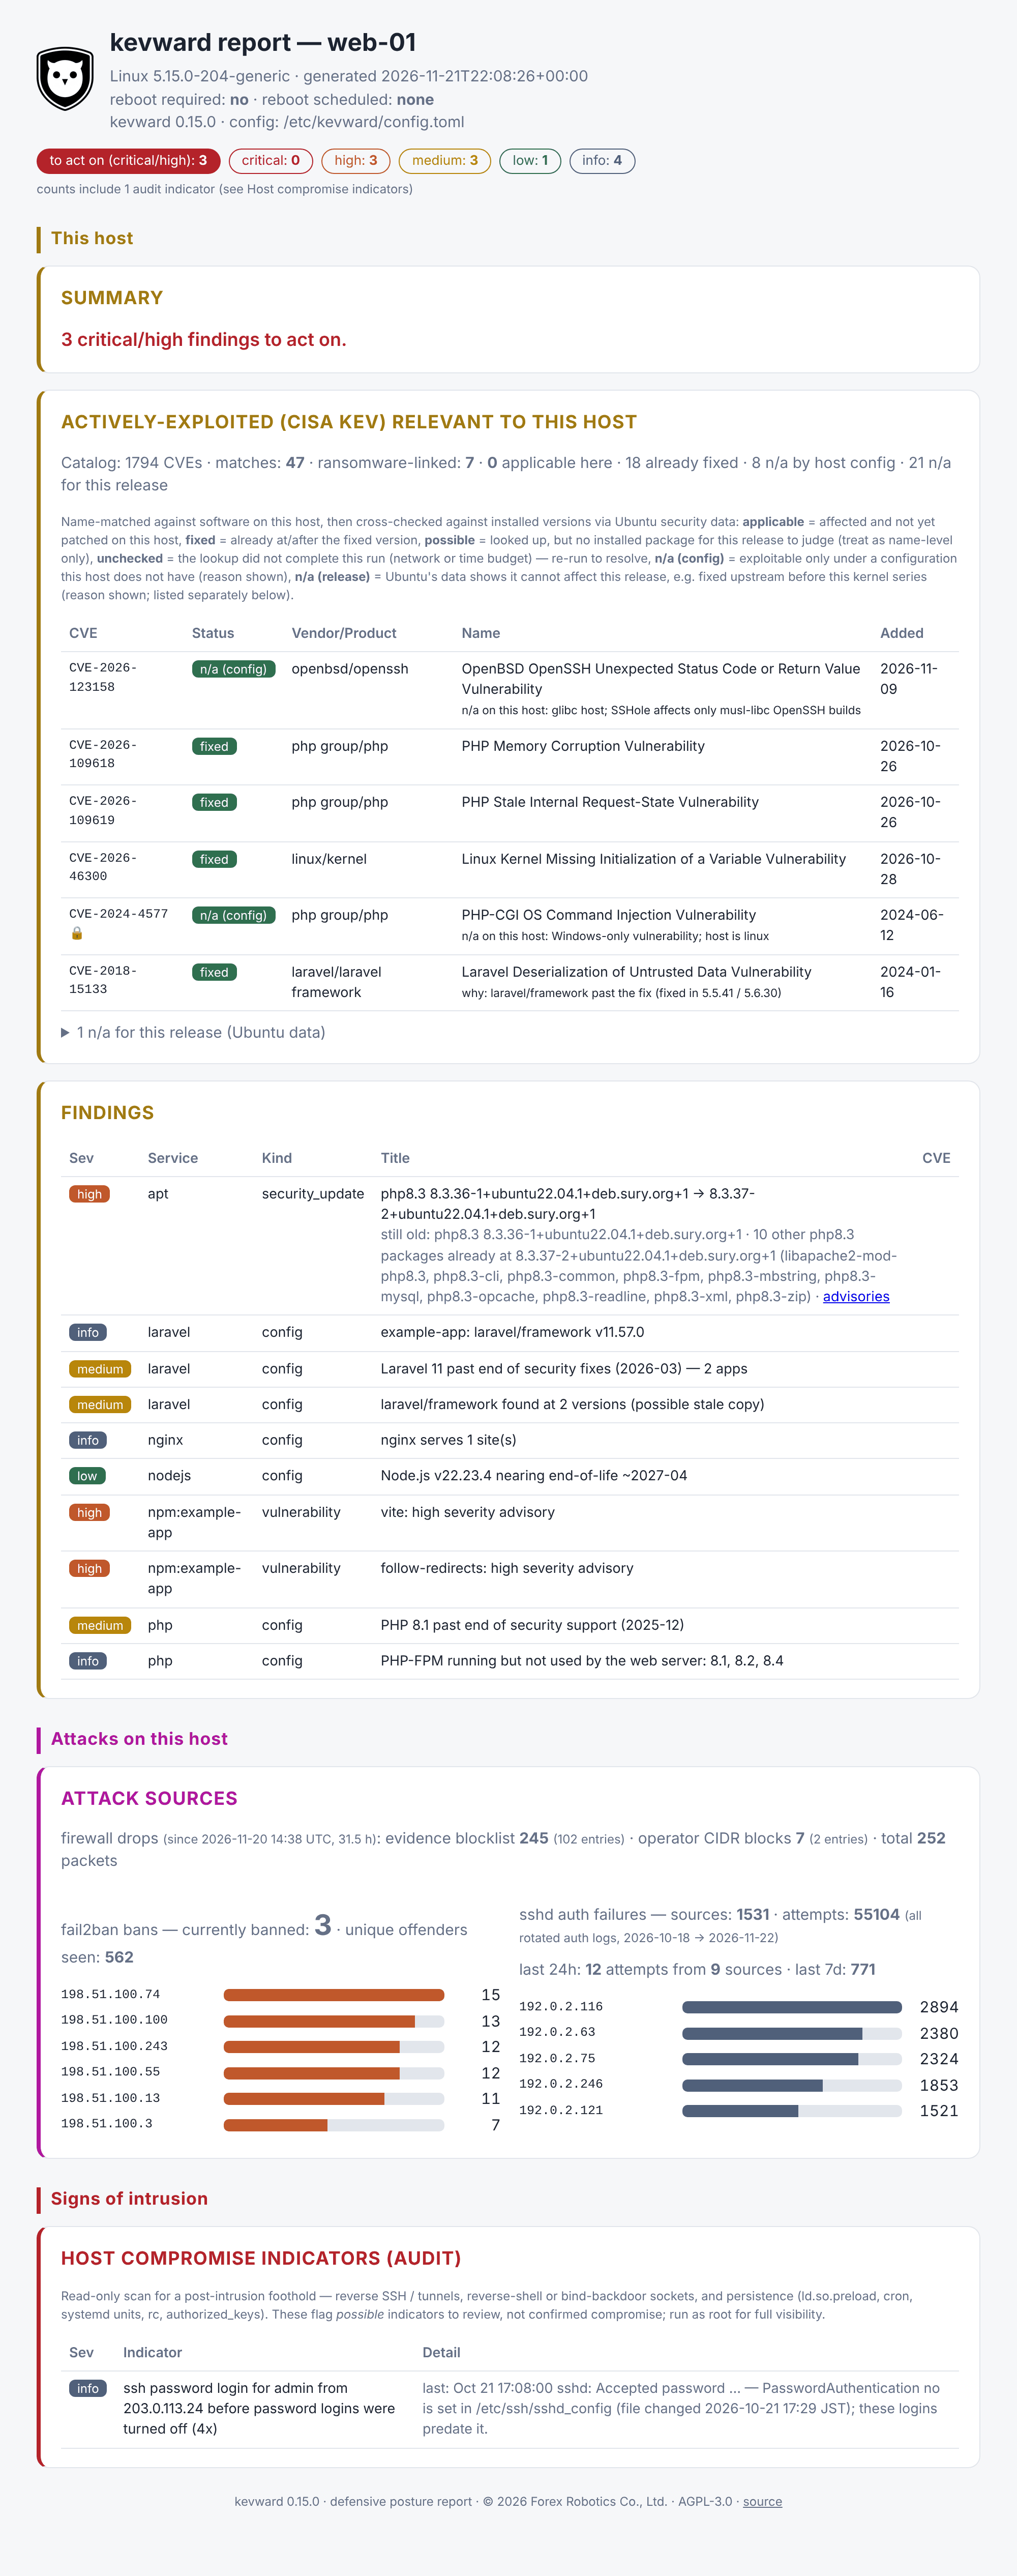 kevward report — web-01
Linux 5.15.0-204-generic · generated 2026-11-21T22:08:26+00:00
reboot required: no · reboot scheduled: none
kevward 0.15.0 · config: /etc/kevward/config.toml
to act on (critical/high): 3 critical: 0 high: 3 medium: 3 low: 1 info: 4
counts include 1 audit indicator (see Host compromise indicators)
This host
SUMMARY
3 critical/high findings to act on.
ACTIVELY-EXPLOITED (CISA KEV) RELEVANT TO THIS HOST
Catalog: 1794 CVEs · matches: 47 · ransomware-linked: 7 · 0 applicable here · 18 already fixed · 8 n/a by host config · 21 n/a
for this release
Name-matched against software on this host, then cross-checked against installed versions via Ubuntu security data: applicable = affected and not yet
patched on this host, fixed = already at/after the fixed version, possible = looked up, but no installed package for this release to judge (treat as name-level
only), unchecked = the lookup did not complete this run (network or time budget) — re-run to resolve, n/a (config) = exploitable only under a configuration
this host does not have (reason shown), n/a (release) = Ubuntu's data shows it cannot affect this release, e.g. fixed upstream before this kernel series
(reason shown; listed separately below).
CVE Status Vendor/Product Name Added
CVE-2026- n/a (config) openbsd/openssh OpenBSD OpenSSH Unexpected Status Code or Return Value 2026-11-
123158 Vulnerability 09
n/a on this host: glibc host; SSHole affects only musl-libc OpenSSH builds
CVE-2026- fixed php group/php PHP Memory Corruption Vulnerability 2026-10-
109618 26
CVE-2026- fixed php group/php PHP Stale Internal Request-State Vulnerability 2026-10-
109619 26
CVE-2026- fixed linux/kernel Linux Kernel Missing Initialization of a Variable Vulnerability 2026-10-
46300 28
CVE-2024-4577 n/a (config) php group/php PHP-CGI OS Command Injection Vulnerability 2024-06-
🔒 n/a on this host: Windows-only vulnerability; host is linux 12
CVE-2018- fixed laravel/laravel Laravel Deserialization of Untrusted Data Vulnerability 2024-01-
15133 framework why: laravel/framework past the fix (fixed in 5.5.41 / 5.6.30) 16
▶ 1 n/a for this release (Ubuntu data)
FINDINGS
Sev Service Kind Title CVE
high apt security_update php8.3 8.3.36-1+ubuntu22.04.1+deb.sury.org+1 → 8.3.37-
2+ubuntu22.04.1+deb.sury.org+1
still old: php8.3 8.3.36-1+ubuntu22.04.1+deb.sury.org+1 · 10 other php8.3
packages already at 8.3.37-2+ubuntu22.04.1+deb.sury.org+1 (libapache2-mod-
php8.3, php8.3-cli, php8.3-common, php8.3-fpm, php8.3-mbstring, php8.3-
mysql, php8.3-opcache, php8.3-readline, php8.3-xml, php8.3-zip) · advisories
info laravel config example-app: laravel/framework v11.57.0
medium laravel config Laravel 11 past end of security fixes (2026-03) — 2 apps
medium laravel config laravel/framework found at 2 versions (possible stale copy)
info nginx config nginx serves 1 site(s)
low nodejs config Node.js v22.23.4 nearing end-of-life ~2027-04
high npm:example- vulnerability vite: high severity advisory
app
high npm:example- vulnerability follow-redirects: high severity advisory
app
medium php config PHP 8.1 past end of security support (2025-12)
info php config PHP-FPM running but not used by the web server: 8.1, 8.2, 8.4
Attacks on this host
ATTACK SOURCES
firewall drops (since 2026-11-20 14:38 UTC, 31.5 h): evidence blocklist 245 (102 entries) · operator CIDR blocks 7 (2 entries) · total 252
packets
fail2ban bans — currently banned: 3 · unique offenders
seen: 562
198.51.100.74 15
198.51.100.100 13
198.51.100.243 12
198.51.100.55 12
198.51.100.13 11
198.51.100.3 7
sshd auth failures — sources: 1531 · attempts: 55104 (all
rotated auth logs, 2026-10-18 → 2026-11-22)
last 24h: 12 attempts from 9 sources · last 7d: 771
192.0.2.116 2894
192.0.2.63 2380
192.0.2.75 2324
192.0.2.246 1853
192.0.2.121 1521
Signs of intrusion
HOST COMPROMISE INDICATORS (AUDIT)
Read-only scan for a post-intrusion foothold — reverse SSH / tunnels, reverse-shell or bind-backdoor sockets, and persistence (ld.so.preload, cron,
systemd units, rc, authorized_keys). These flag possible indicators to review, not confirmed compromise; run as root for full visibility.
Sev Indicator Detail
info ssh password login for admin from last: Oct 21 17:08:00 sshd: Accepted password ... — PasswordAuthentication no
203.0.113.24 before password logins were is set in /etc/ssh/sshd_config (file changed 2026-10-21 17:29 JST); these logins
turned off (4x) predate it.
kevward 0.15.0 · defensive posture report · © 2026 Forex Robotics Co., Ltd. · AGPL-3.0 · source